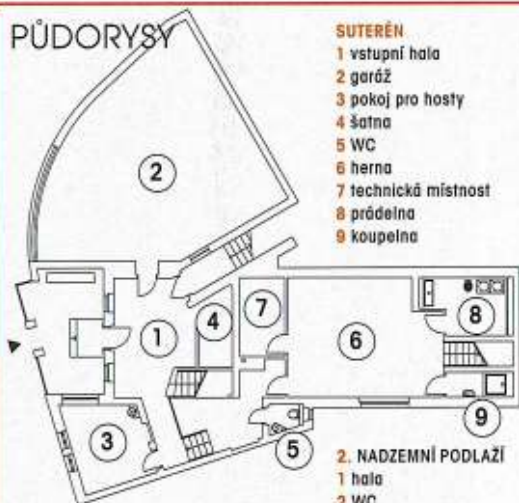 PŮDORYSY
SUTERÉN
1 vstupní hala
2 garáž
3 pokoj pro hosty
4 šatna
5 WC
6 herna
7 technická místnost
8 prádelna
9 koupelna
2
1
4
7
6
8
3
5
9
2. NADZEMNÍ PODLAŽÍ
1 hala
2 WC